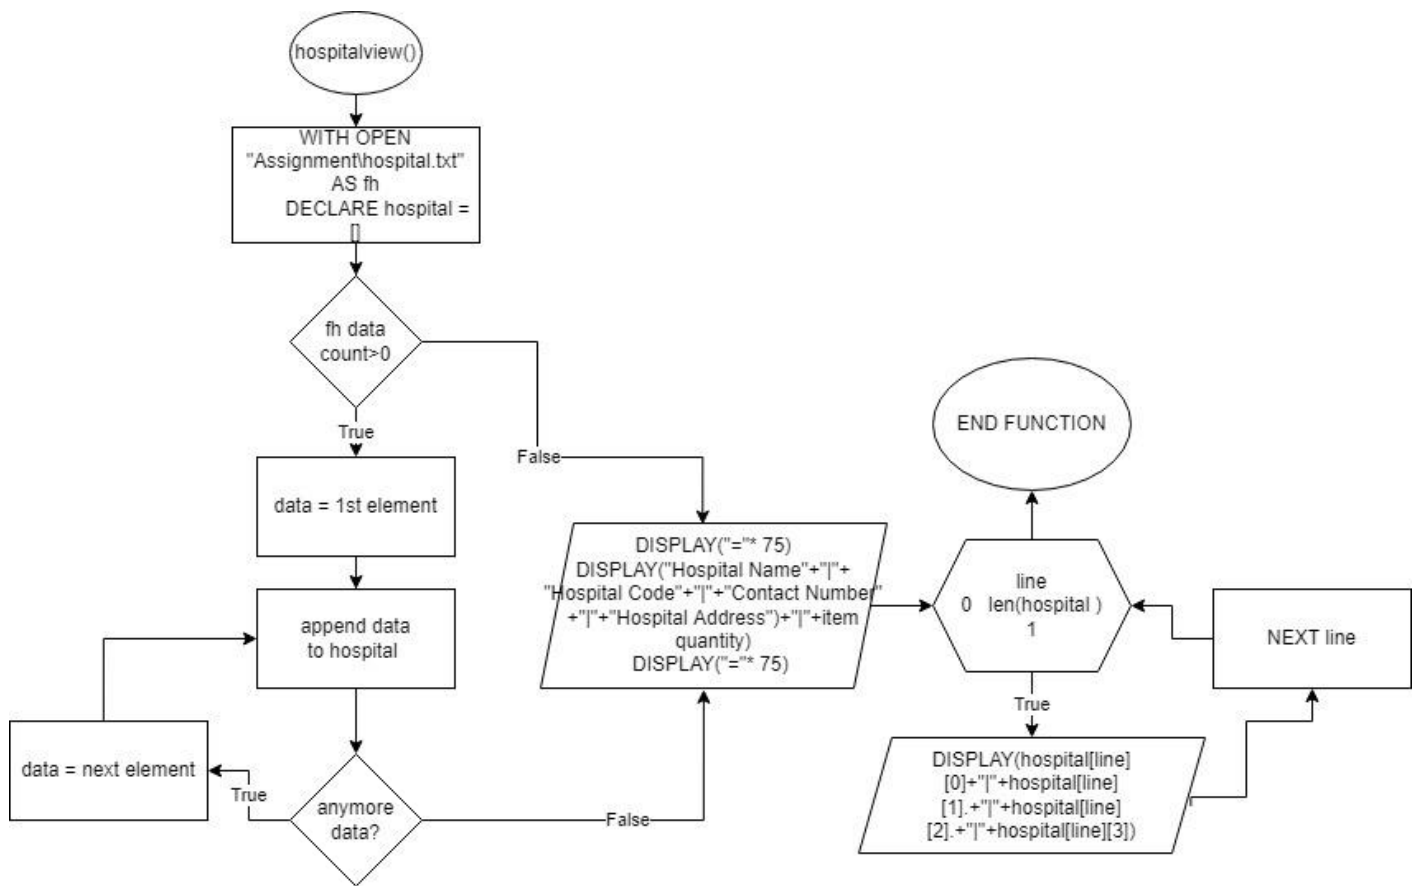 hospitalview()
WITH OPEN
"Assignment\hospital.txt"
AS fh
DECLARE hospital =
[]
fh data
count>0
True
False
data = 1st element
append data
to hospital
data = next element
True
anymore
data?
False
DISPLAY("="* 75)
DISPLAY("Hospital Name"+"|"+
"Hospital Code"+"|"+"Contact Number"
+"|"+"Hospital Address")+"|"+item
quantity)
DISPLAY("="* 75)
END FUNCTION
line
0 len(hospital )
1
NEXT line
True
DISPLAY(hospital[line]
[0]+"|"+hospital[line]
[1].+"|"+hospital[line]
[2].+"|"+hospital[line][3])